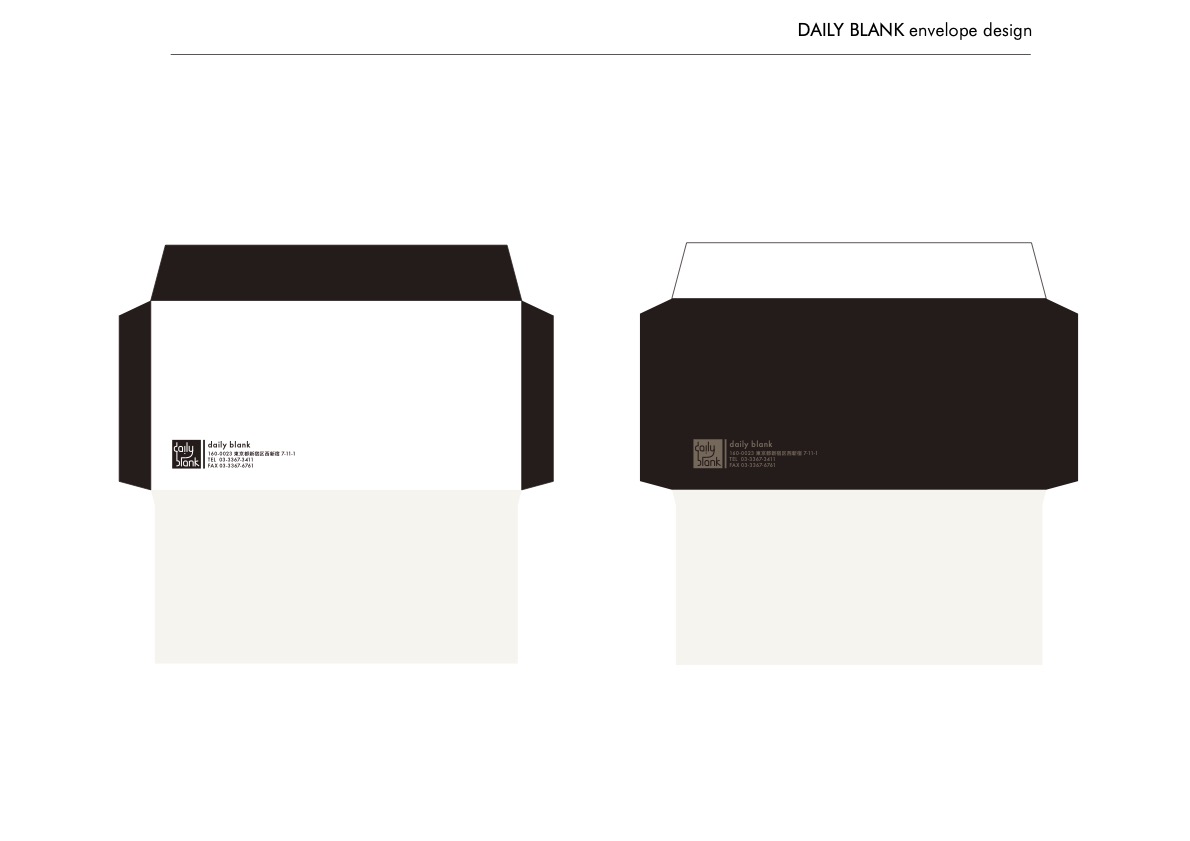 DAILY BLANK envelope design
daily
blank
daily blank
160-0023 東京都新宿区西新宿 7-11-1
TEL 03-3367-3411
FAX 03-3367-6761
daily
blank
daily blank
160-0023 東京都新宿区西新宿 7-11-1
TEL 03-3367-3411
FAX 03-3367-6761